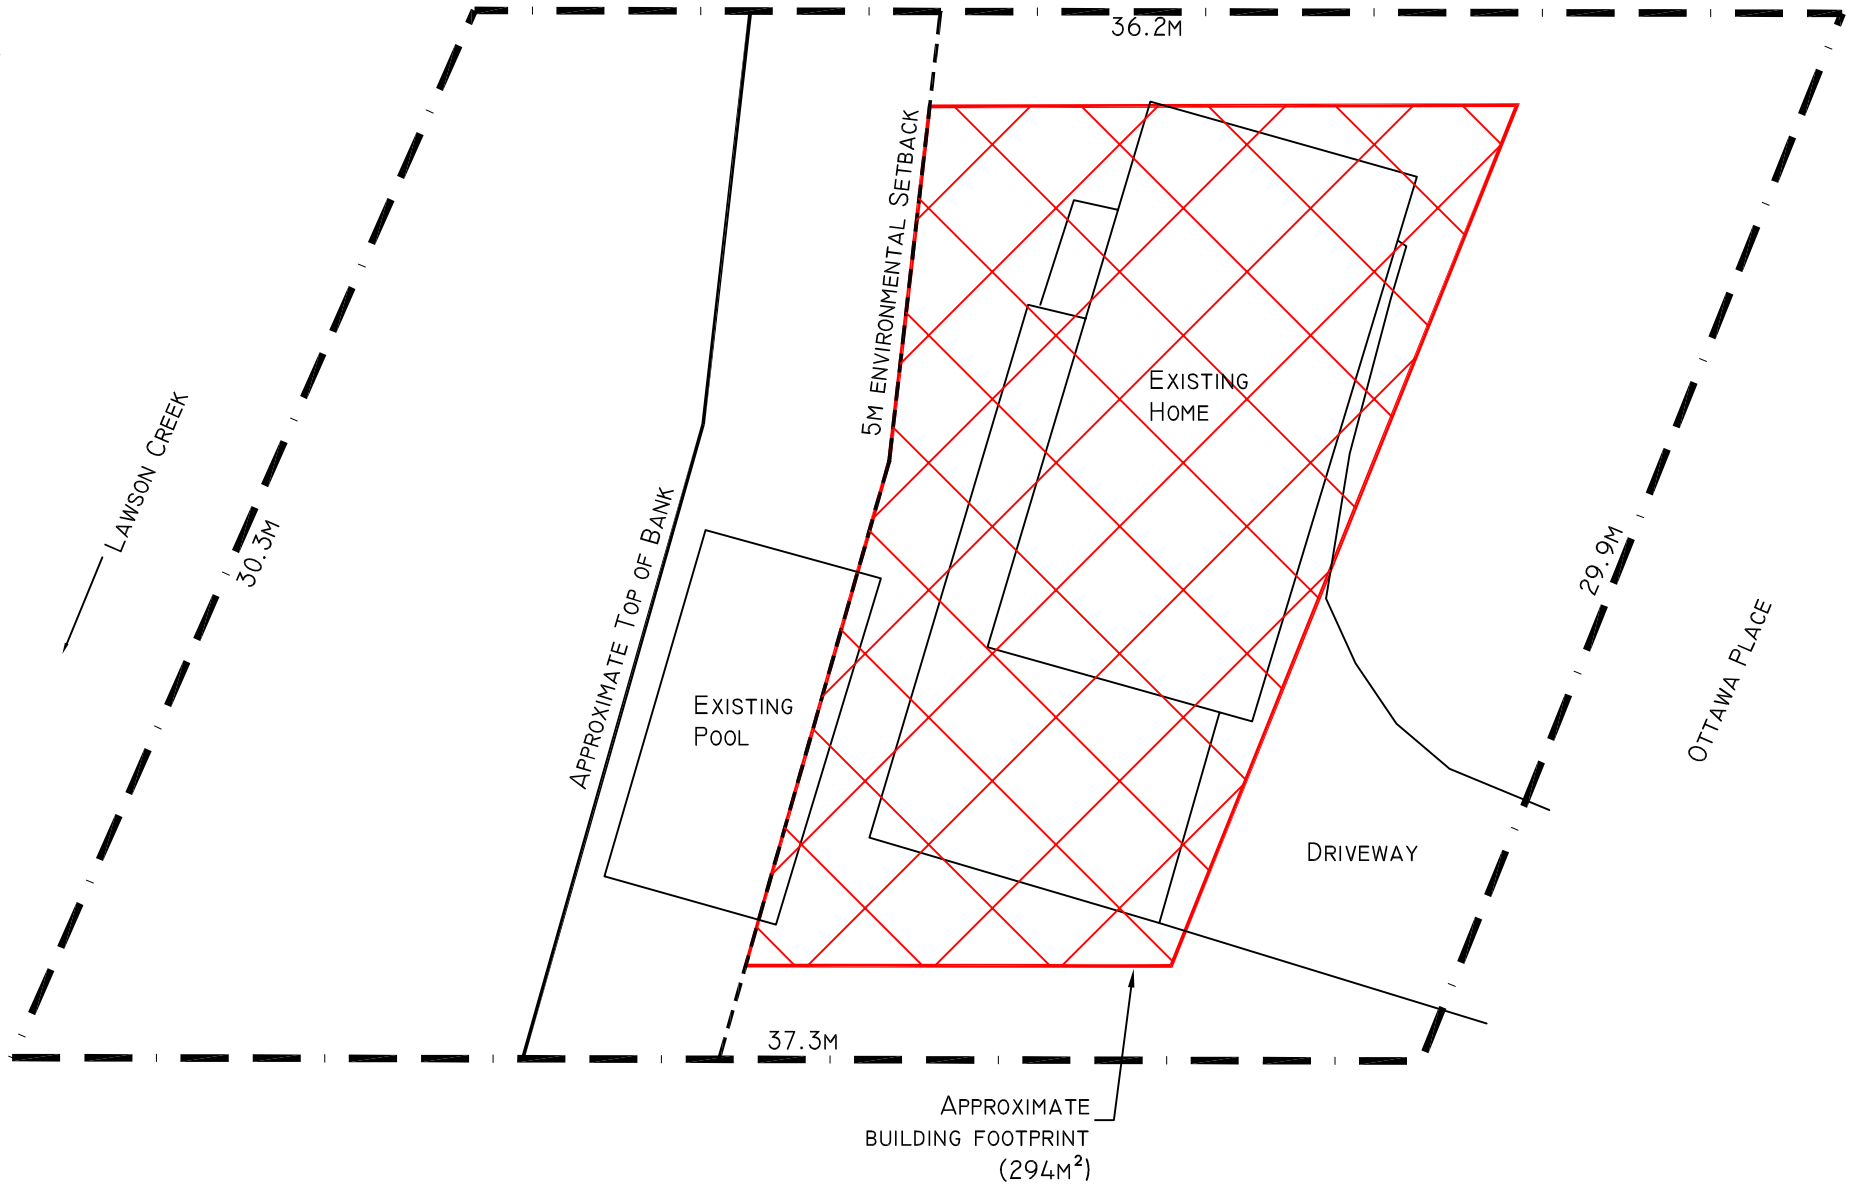 36.2M
5M ENVIRONMENTAL SETBACK
LAWSON CREEK
30.3M
APPROXIMATE TOP OF BANK
EXISTING
HOME
EXISTING
POOL
29.9M
OTTAWA PLACE
DRIVEWAY
37.3M
APPROXIMATE
BUILDING FOOTPRINT
(294M²)